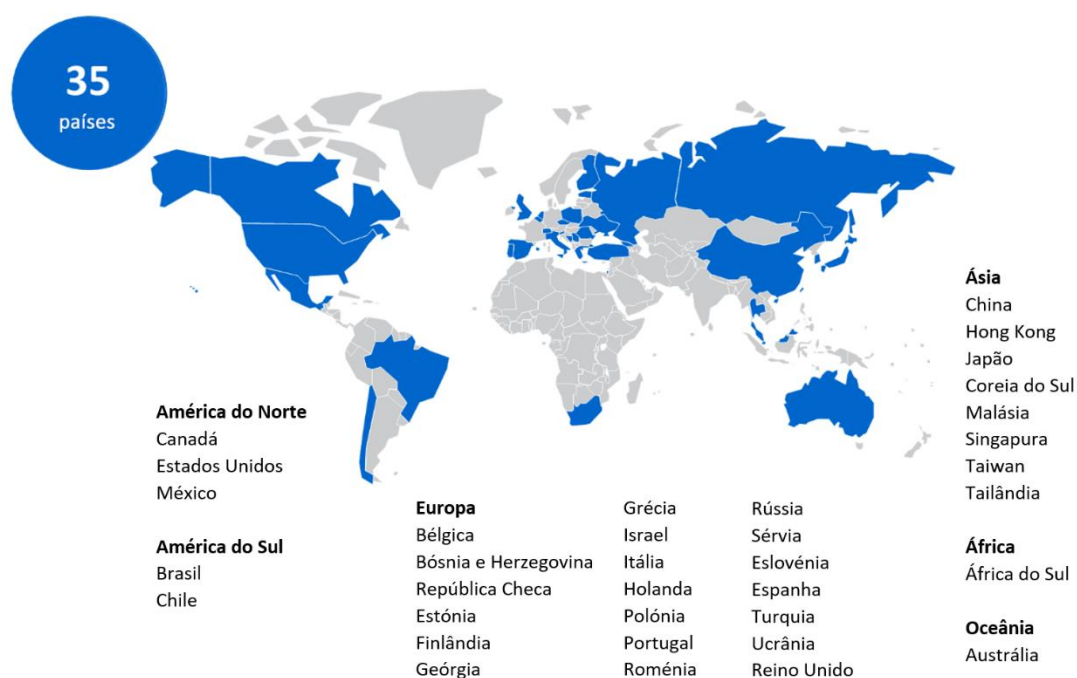 35
países
América do Norte
Canadá
Estados Unidos
México
América do Sul
Brasil
Chile
Europa
Bélgica
Bósnia e Herzegovina
República Checa
Estónia
Finlândia
Geórgia
Grécia
Israel
Itália
Holanda
Polónia
Portugal
Roménia
Rússia
Sérvia
Eslovénia
Espanha
Turquia
Ucrânia
Reino Unido
Ásia
China
Hong Kong
Japão
Coreia do Sul
Malásia
Singapura
Taiwan
Tailândia
África
África do Sul
Oceânia
Austrália